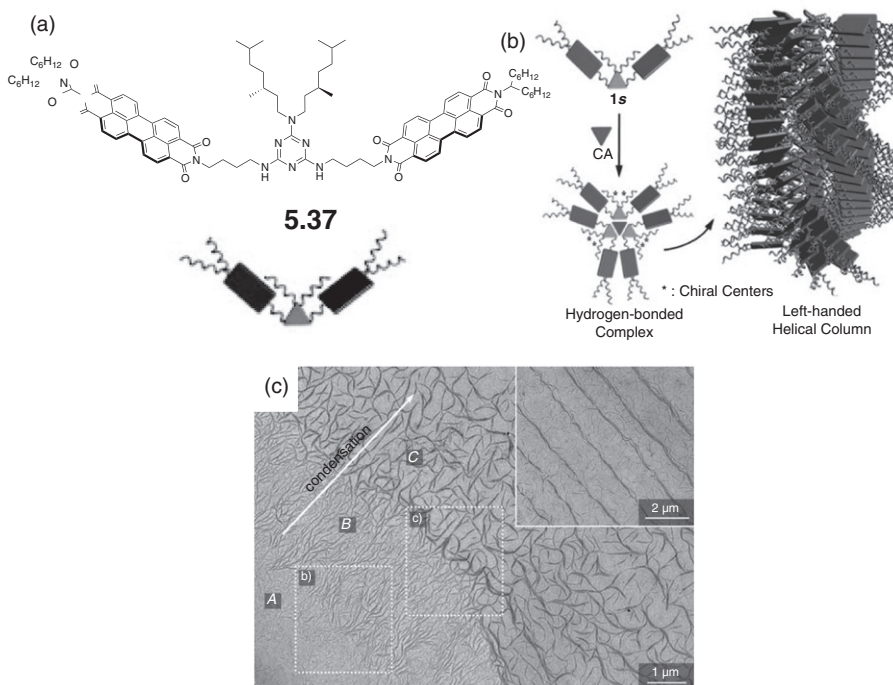 (a)
C6H12 O
C6H12 N
O
O
N
H
N
N N
N
N
H
O
N
O
C6H12
C6H12
5.37
(b)
1s
CA
* : Chiral Centers
Hydrogen-bonded
Complex
Left-handed
Helical Column
(c)
condensation
C
B
c)
b)
A
2 µm
1 µm